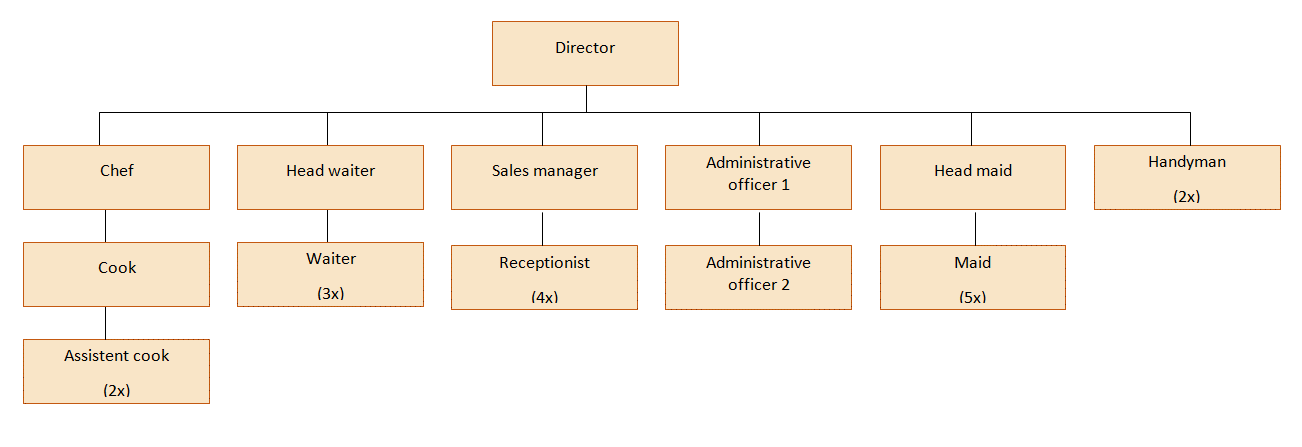 Director
Chef
Head waiter
Sales manager
Administrative
officer 1
Head maid
Handyman
(2x)
Cook
Waiter
(3x)
Receptionist
(4x)
Administrative
officer 2
Maid
(5x)
Assistent cook
(2x)